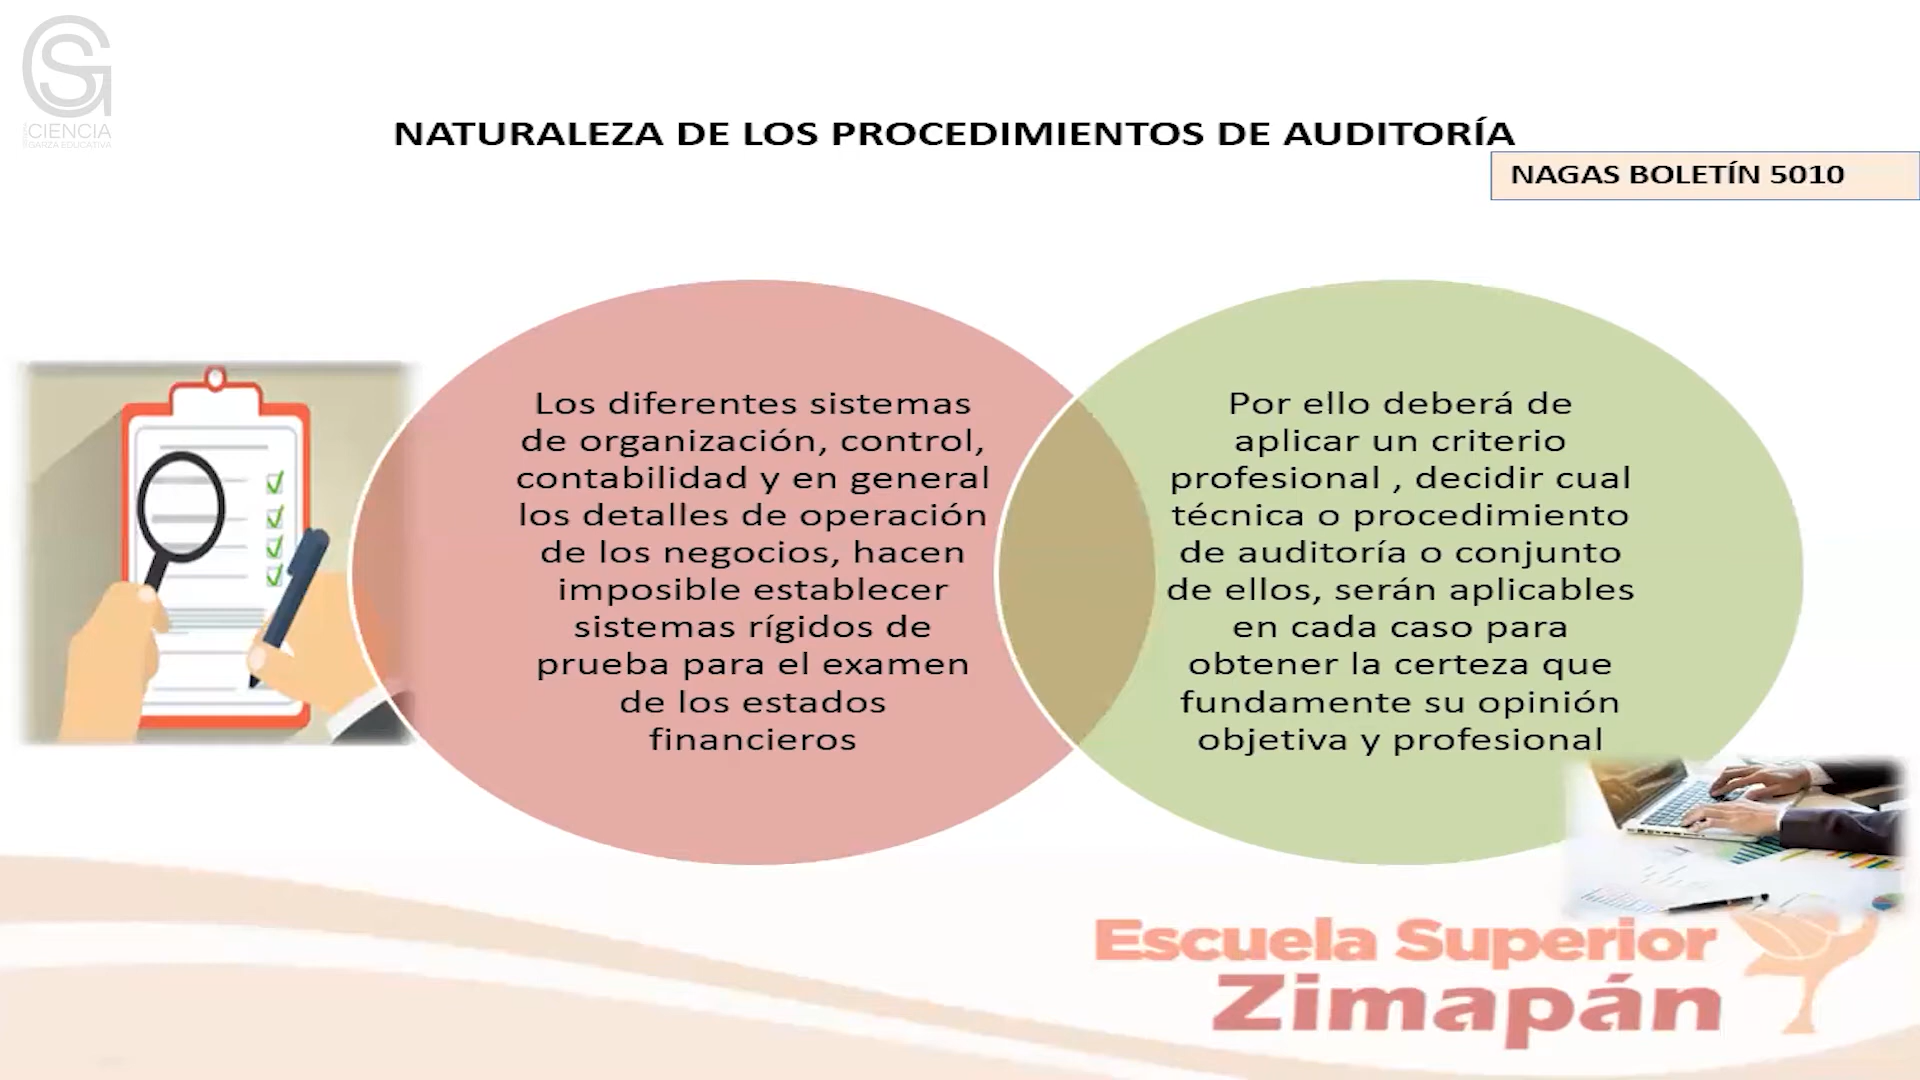 CIENCIA
GARZA EDUCATIVA
NATURALEZA DE LOS PROCEDIMIENTOS DE AUDITORÍA
NAGAS BOLETÍN 5010
Los diferentes sistemas
de organización, control,
contabilidad y en general
los detalles de operación
de los negocios, hacen
imposible establecer
sistemas rígidos de
prueba para el examen
de los estados
financieros
Por ello deberá de
aplicar un criterio
profesional , decidir cual
técnica o procedimiento
de auditoría o conjunto
de ellos, serán aplicables
en cada caso para
obtener la certeza que
fundamente su opinión
objetiva y profesional
Escuela Superior
Zimapán